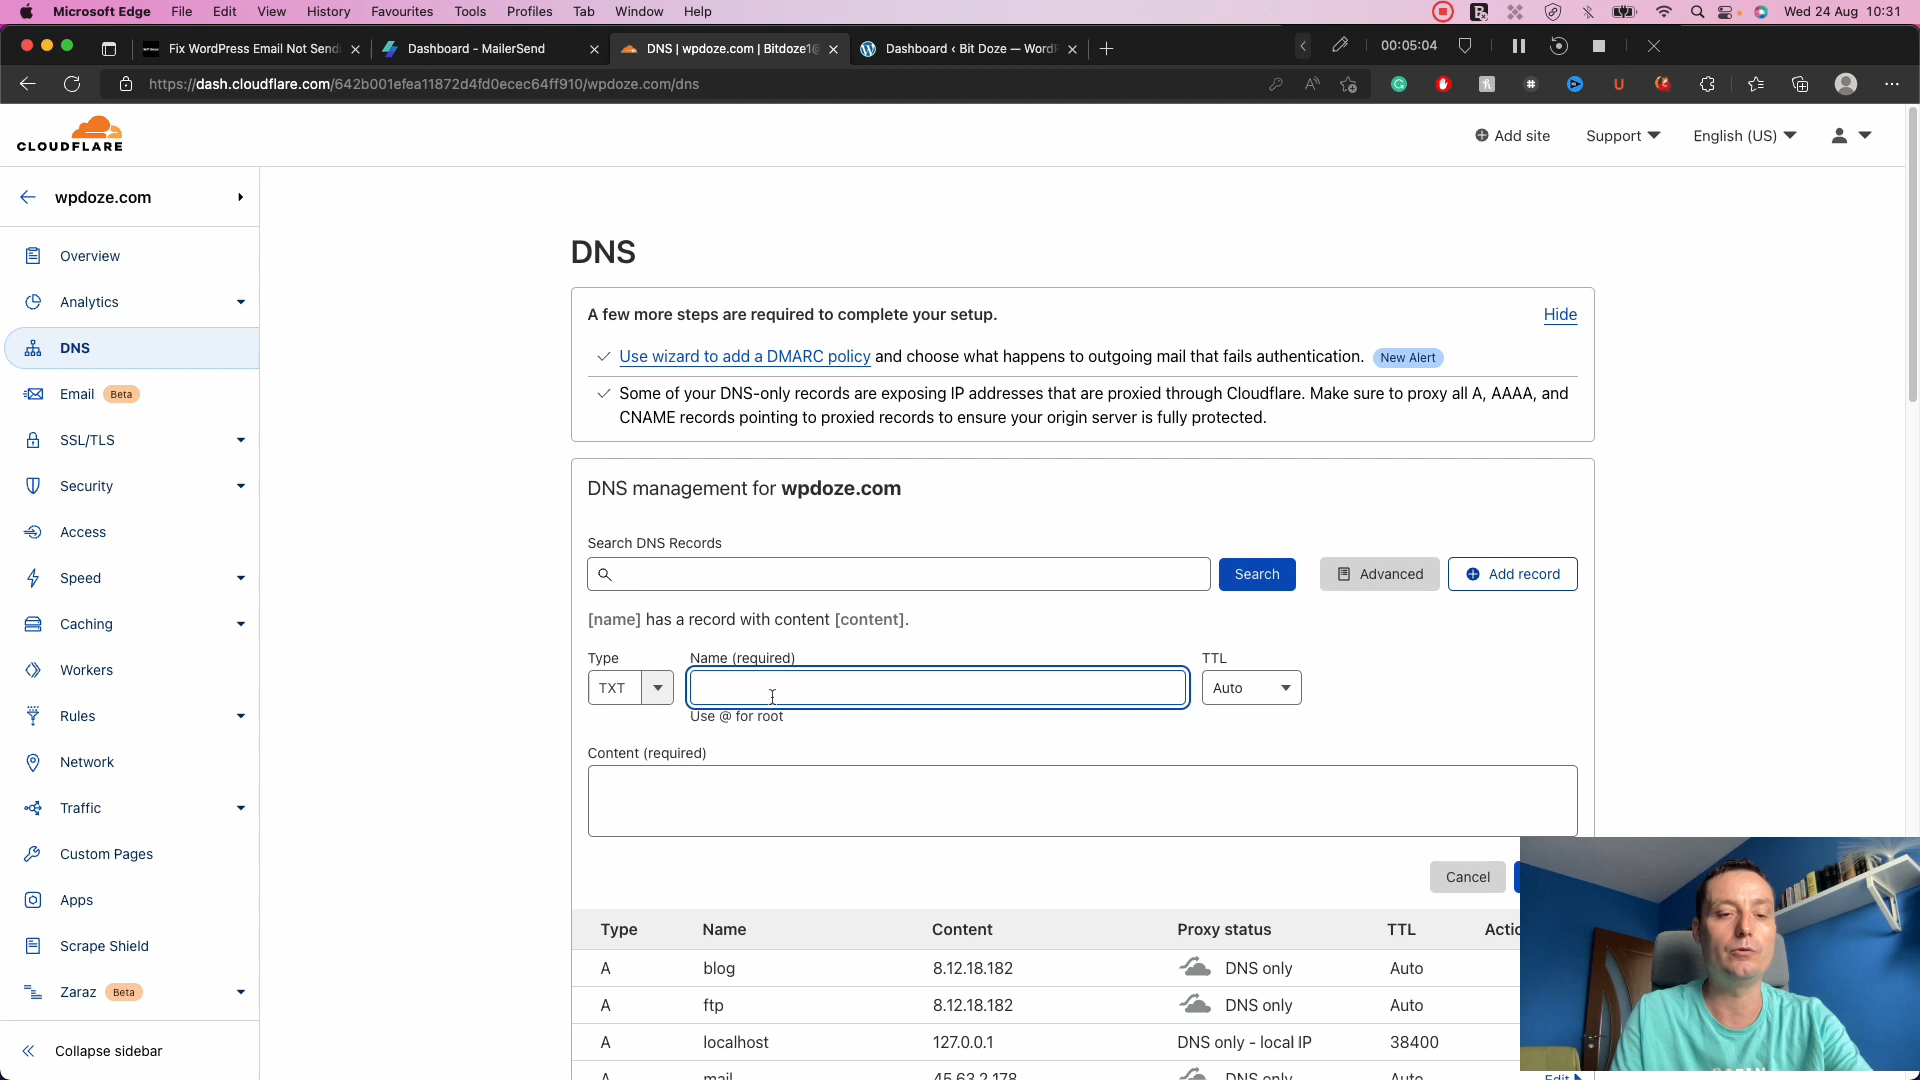 Microsoft Edge File Edit View History Favourites Tools Profiles Tab Window Help Wed 24 Aug 10:31
Fix WordPress Email Not Sendi Dashboard - MailerSend DNS | wpdoze.com | Bitdoze1@ Dashboard ‹ Bit Doze — WordP 00:05:04
https://dash.cloudflare.com/642b001efea11872d4fd0ecec64ff910/wpdoze.com/dns
CLOUDFLARE
Add site Support English (US)
wpdoze.com
Overview
Analytics
DNS
Email Beta
SSL/TLS
Security
Access
Speed
Caching
Workers
Rules
Network
Traffic
Custom Pages
Apps
Scrape Shield
Zaraz Beta
Collapse sidebar
DNS
A few more steps are required to complete your setup. Hide
Use wizard to add a DMARC policy and choose what happens to outgoing mail that fails authentication. New Alert
Some of your DNS-only records are exposing IP addresses that are proxied through Cloudflare. Make sure to proxy all A, AAAA, and
CNAME records pointing to proxied records to ensure your origin server is fully protected.
DNS management for wpdoze.com
Search DNS Records
Search Advanced Add record
[name] has a record with content [content].
Type Name (required) TTL
TXT Auto
Use @ for root
Content (required)
Cancel
Type Name Content Proxy status TTL Actio
A blog 8.12.18.182 DNS only Auto
A ftp 8.12.18.182 DNS only Auto
A localhost 127.0.0.1 DNS only - local IP 38400
A mail 45.63.2.178 DNS only Auto
Edit